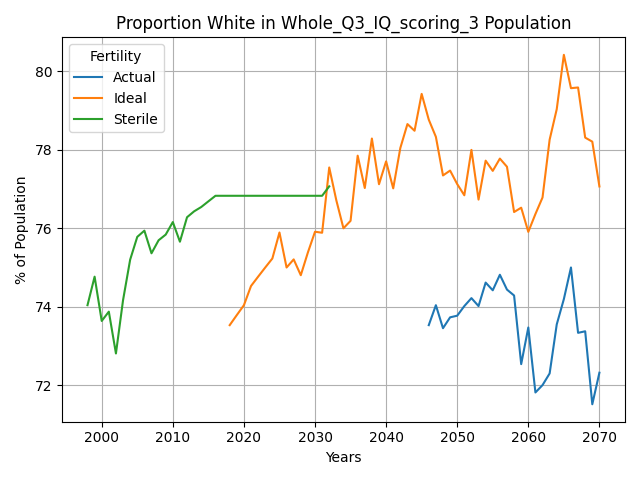 Proportion White in Whole_Q3_IQ_scoring_3 Population
Fertility
Actual
Ideal
Sterile
% of Population
80
78
76
74
72
2000 2010 2020 2030 2040 2050 2060 2070
Years